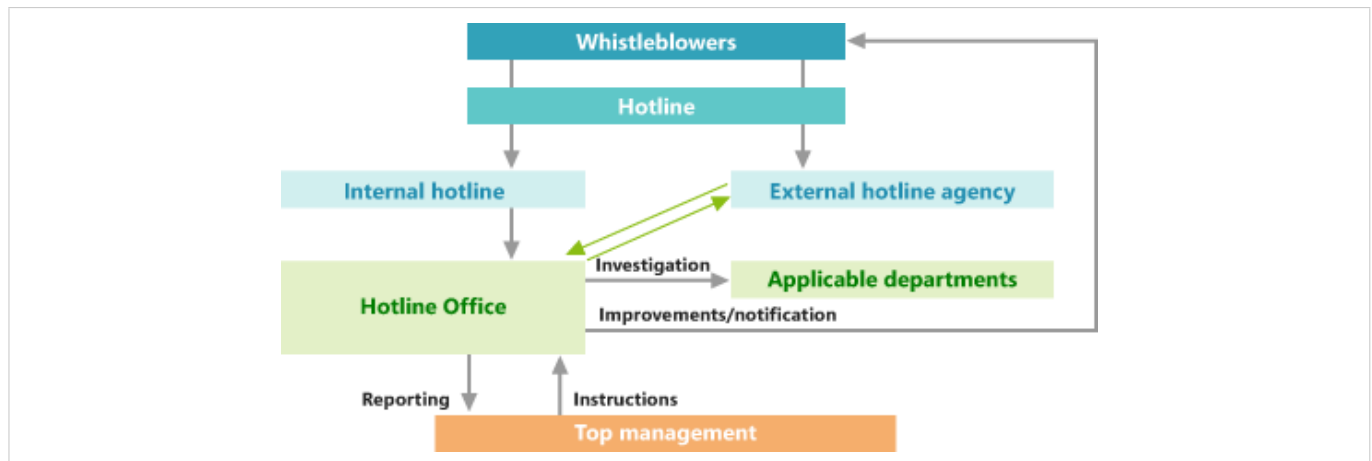 Whistleblowers
Hotline
Internal hotline
External hotline agency
Investigation
Applicable departments
Hotline Office
Improvements/notification
Reporting
Instructions
Top management